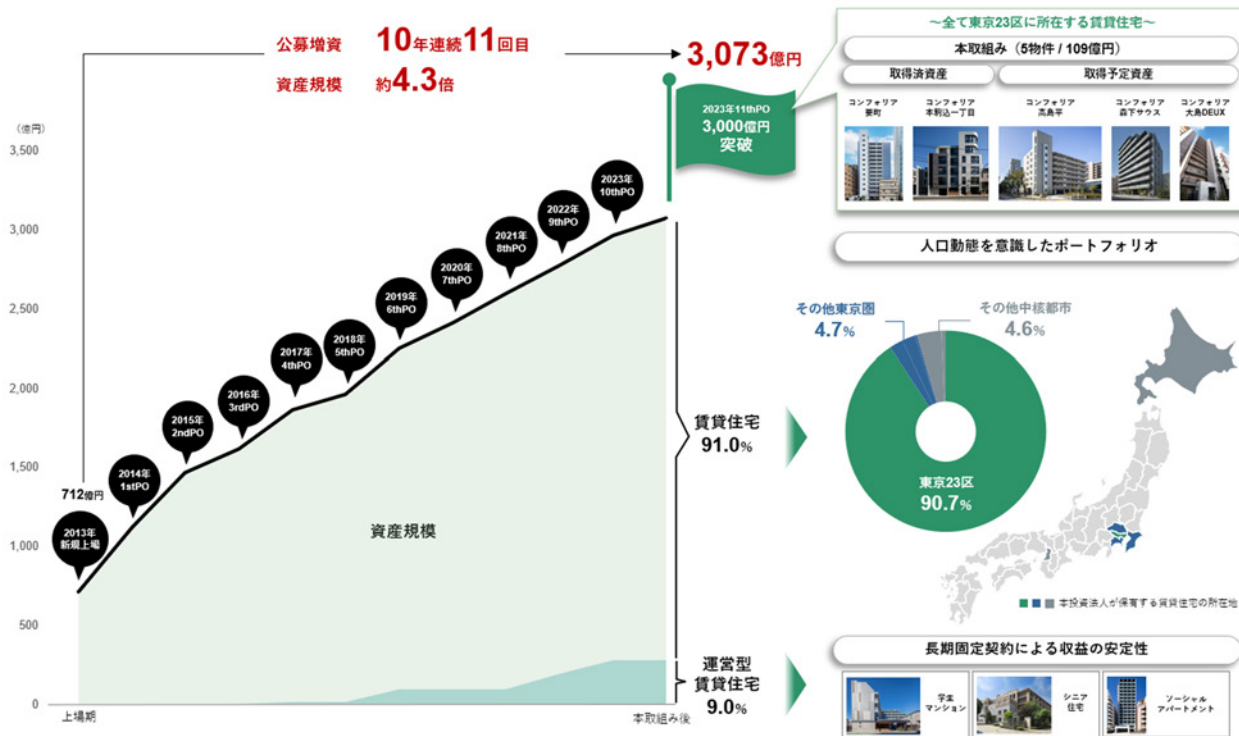 公募増資 10年連続11回目
資産規模 約4.3倍
3,073億円
2023年11thPO
3,000億円
突破
～全て東京23区に所在する賃貸住宅～
本取組み（5物件 / 109億円）
取得済資産
取得予定資産
コンフォリア
要町
コンフォリア
本駒込一丁目
コンフォリア
高島平
コンフォリア
森下サウス
コンフォリア
大島DEUX
（億円）
3,500
3,000
2,500
2,000
1,500
1,000
500
0
712億円
2013年
新規上場
2014年
1stPO
2015年
2ndPO
2016年
3rdPO
2017年
4thPO
2018年
5thPO
2019年
6thPO
2020年
7thPO
2021年
8thPO
2022年
9thPO
2023年
10thPO
資産規模
上場期
本取組み後
賃貸住宅
91.0%
運営型
賃貸住宅
9.0%
人口動態を意識したポートフォリオ
その他東京圏
4.7%
その他中核都市
4.6%
東京23区
90.7%
本投資法人が保有する賃貸住宅の所在地
長期固定契約による収益の安定性
学生
マンション
シニア
住宅
ソーシャル
アパートメント